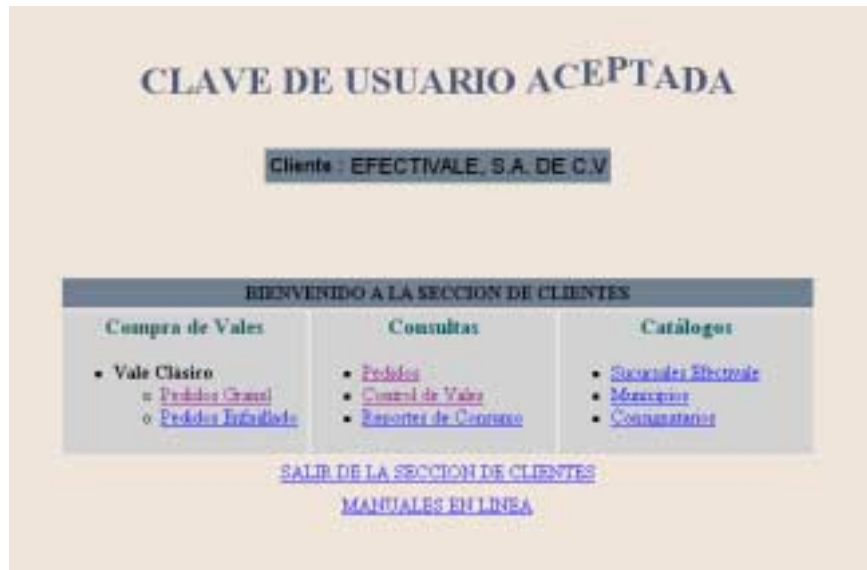 CLAVE DE USUARIO ACEPTADA
Cliente : EFECTIVALE, S.A. DE C.V
BIENVENIDO A LA SECCION DE CLIENTES
Compra de Vales
Vale Clásico
Pedidos Granel
Pedidos Enfajillado
Consultas
Pedidos
Control de Vales
Reportes de Consumo
Catálogos
Sucursales Efectivale
Municipios
Consignatarios
SALIR DE LA SECCION DE CLIENTES
MANUALES EN LINEA